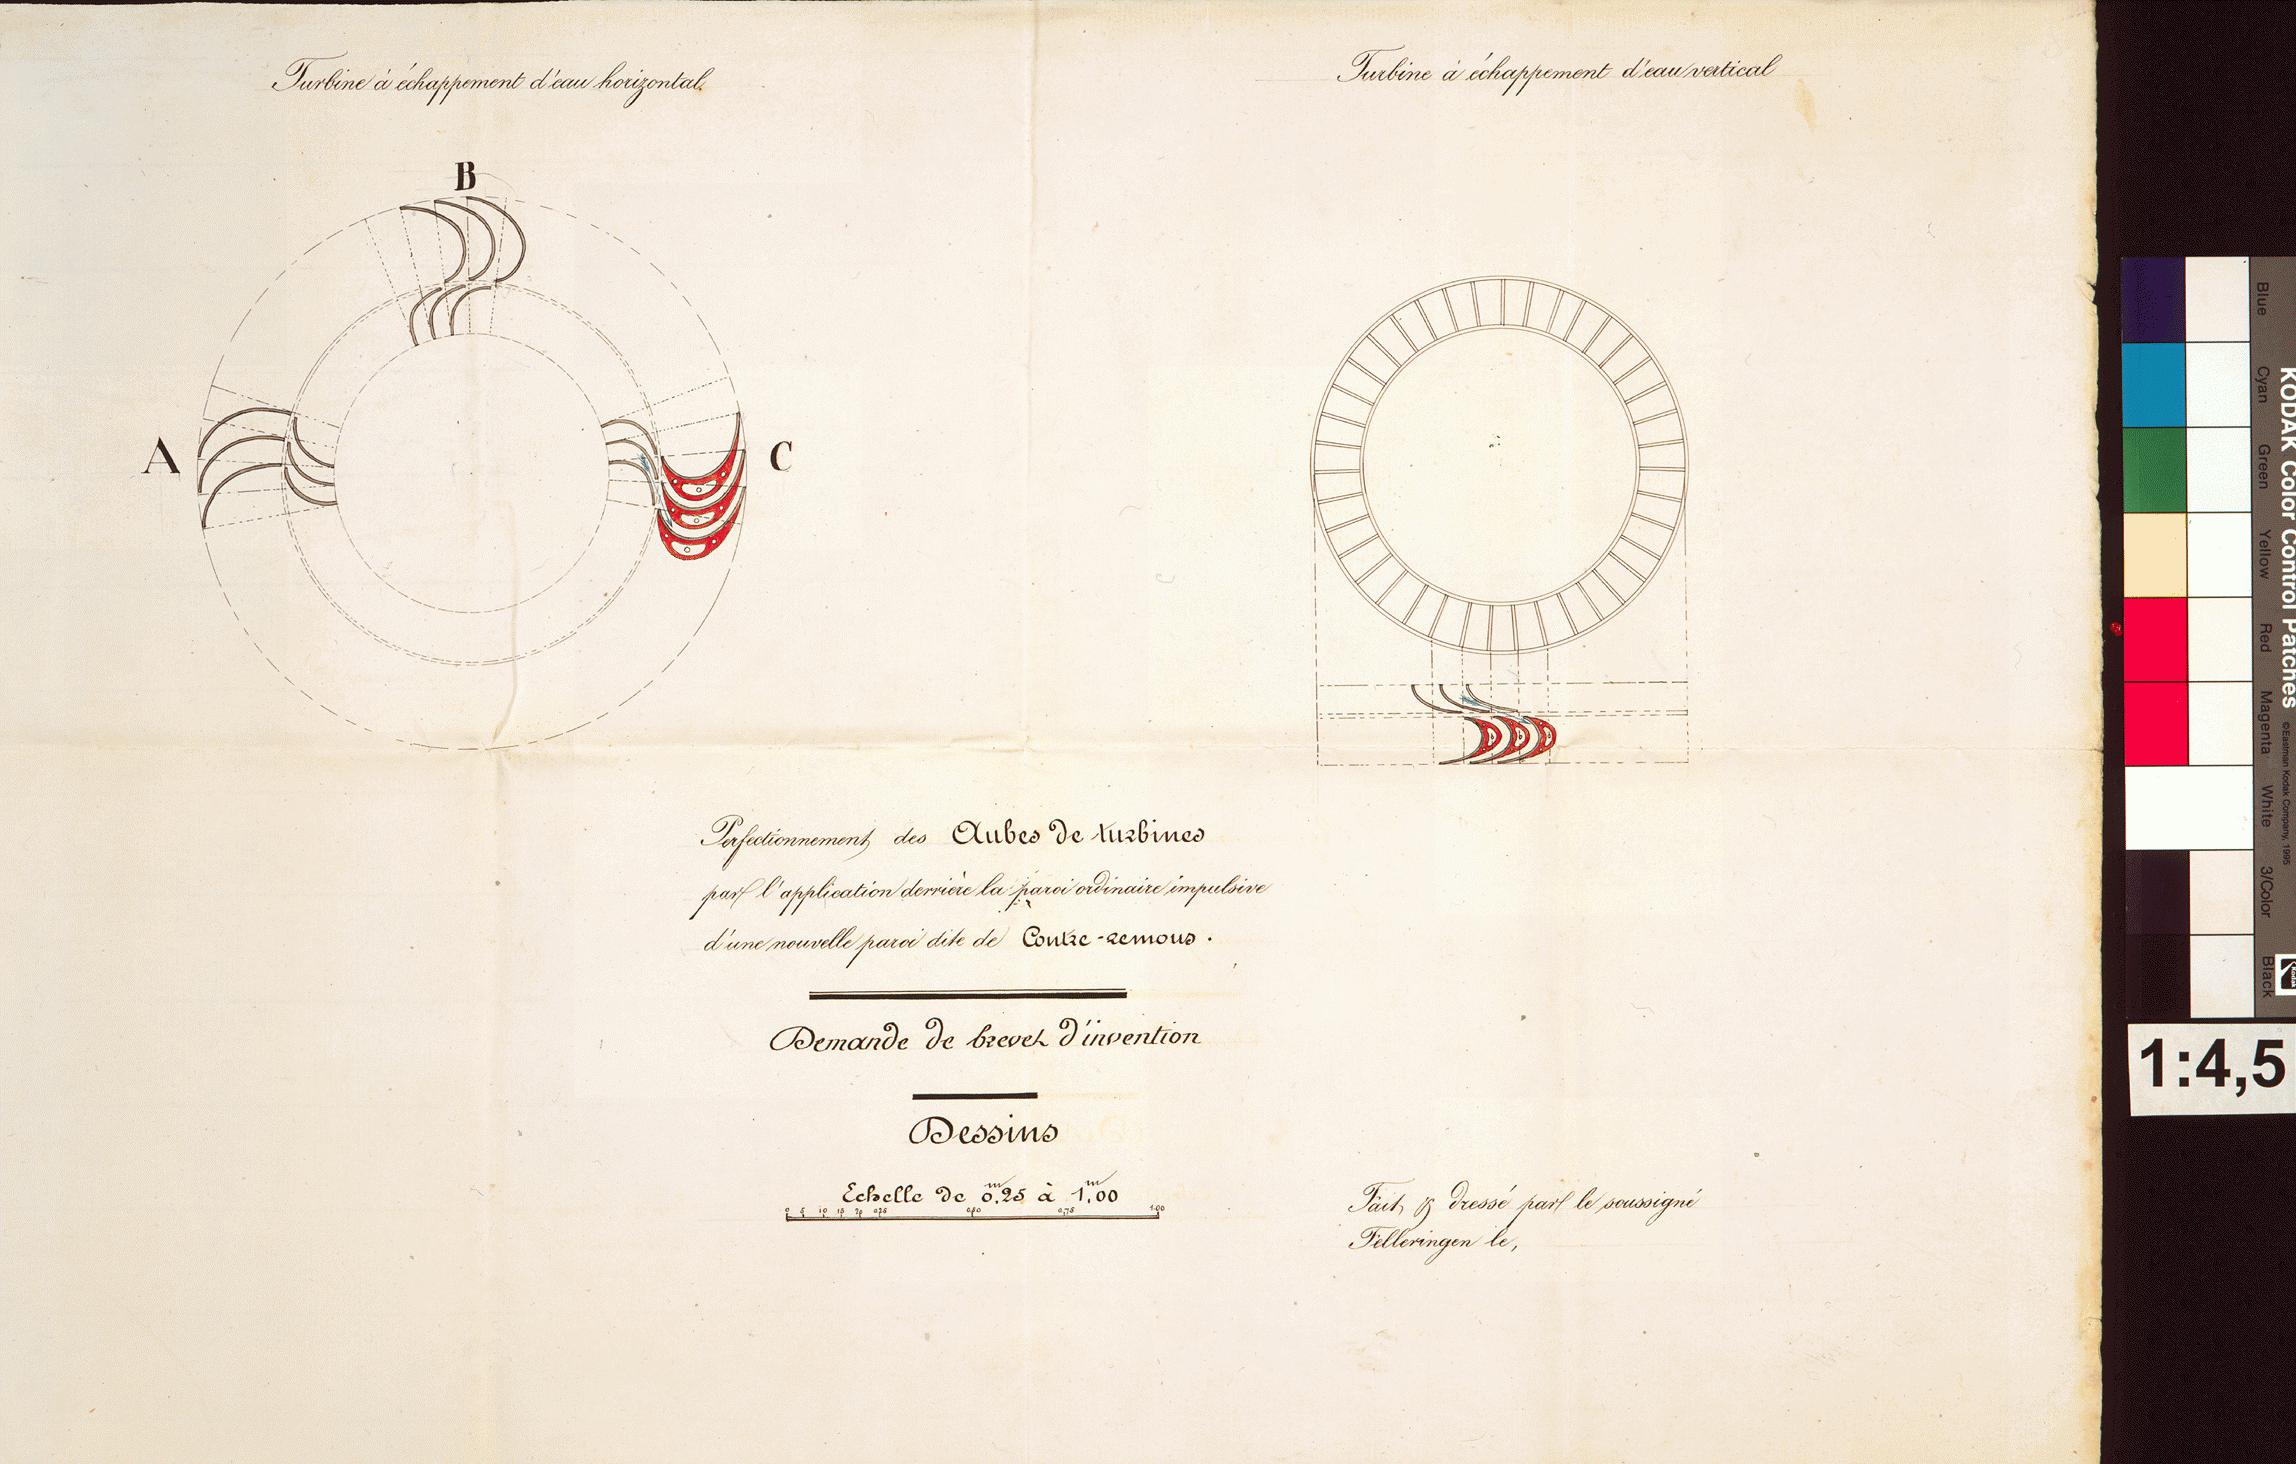 Turbine à échappement d'eau horizontal.
Turbine à échappement d'eau vertical
B
A
C
Perfectionnement des Aubes de turbines
par l'application derrière la paroi ordinaire impulsive
d'une nouvelle paroi dite de Contre-remous.
Demande de brevet d'invention
Dessins
Echelle de 0,m25 à 1,m00
0 5 10 15 20 0,25 0,50 0,75 1.00
Fait & dressé par le soussigné
Felleringen le,
KODAK Color Control Patches
©Eastman Kodak Company, 1995
Blue
Cyan
Green
Yellow
Red
Magenta
White
3/Color
Black
Kodak
1:4,5